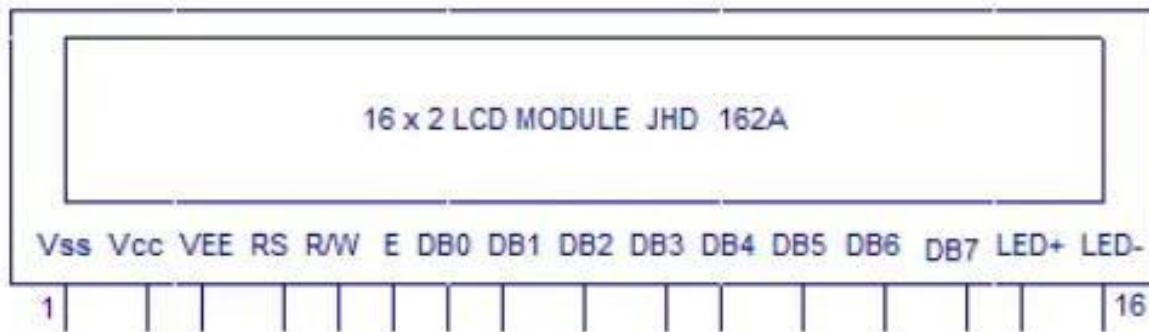 16 x 2 LCD MODULE JHD 162A
Vss Vcc VEE RS R/W E DB0 DB1 DB2 DB3 DB4 DB5 DB6 DB7 LED+ LED-
1 16